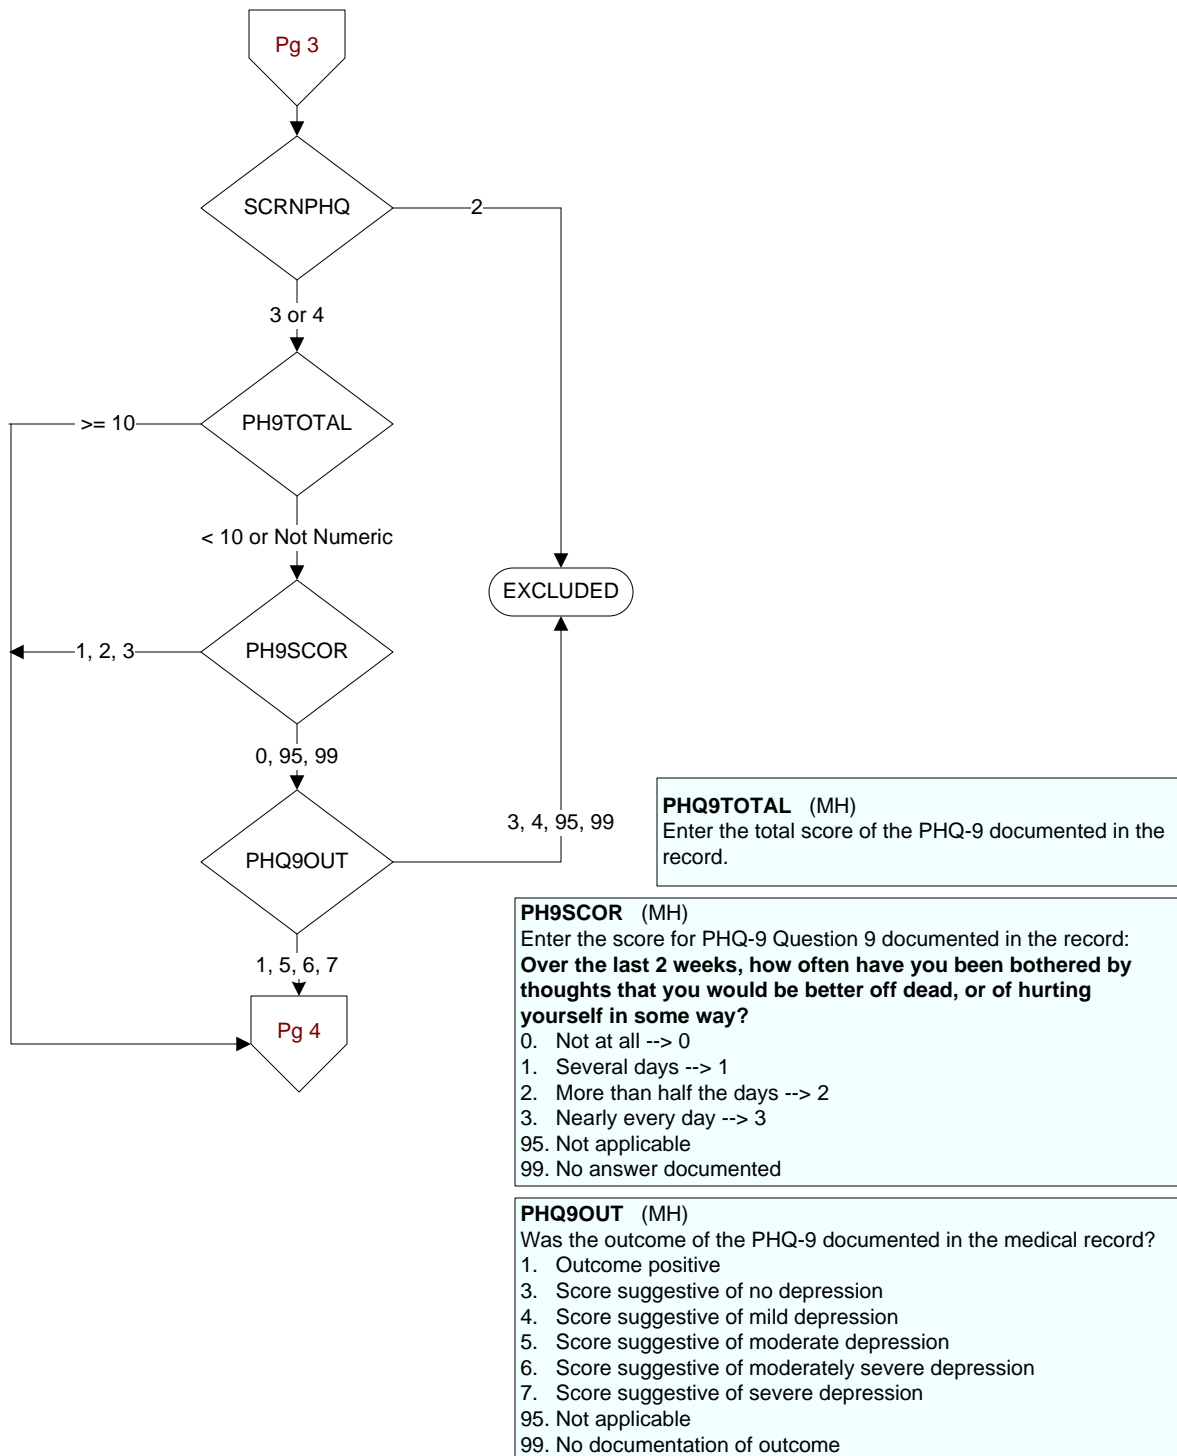 Pg 3
SCRNPHQ
2
3 or 4
>= 10
PH9TOTAL
< 10 or Not Numeric
EXCLUDED
1, 2, 3
PH9SCOR
0, 95, 99
3, 4, 95, 99
PHQ9OUT
1, 5, 6, 7
Pg 4
PHQ9TOTAL (MH)
Enter the total score of the PHQ-9 documented in the
record.
PH9SCOR (MH)
Enter the score for PHQ-9 Question 9 documented in the record:
Over the last 2 weeks, how often have you been bothered by
thoughts that you would be better off dead, or of hurting
yourself in some way?
0. Not at all --> 0
1. Several days --> 1
2. More than half the days --> 2
3. Nearly every day --> 3
95. Not applicable
99. No answer documented
PHQ9OUT (MH)
Was the outcome of the PHQ-9 documented in the medical record?
1. Outcome positive
3. Score suggestive of no depression
4. Score suggestive of mild depression
5. Score suggestive of moderate depression
6. Score suggestive of moderately severe depression
7. Score suggestive of severe depression
95. Not applicable
99. No documentation of outcome